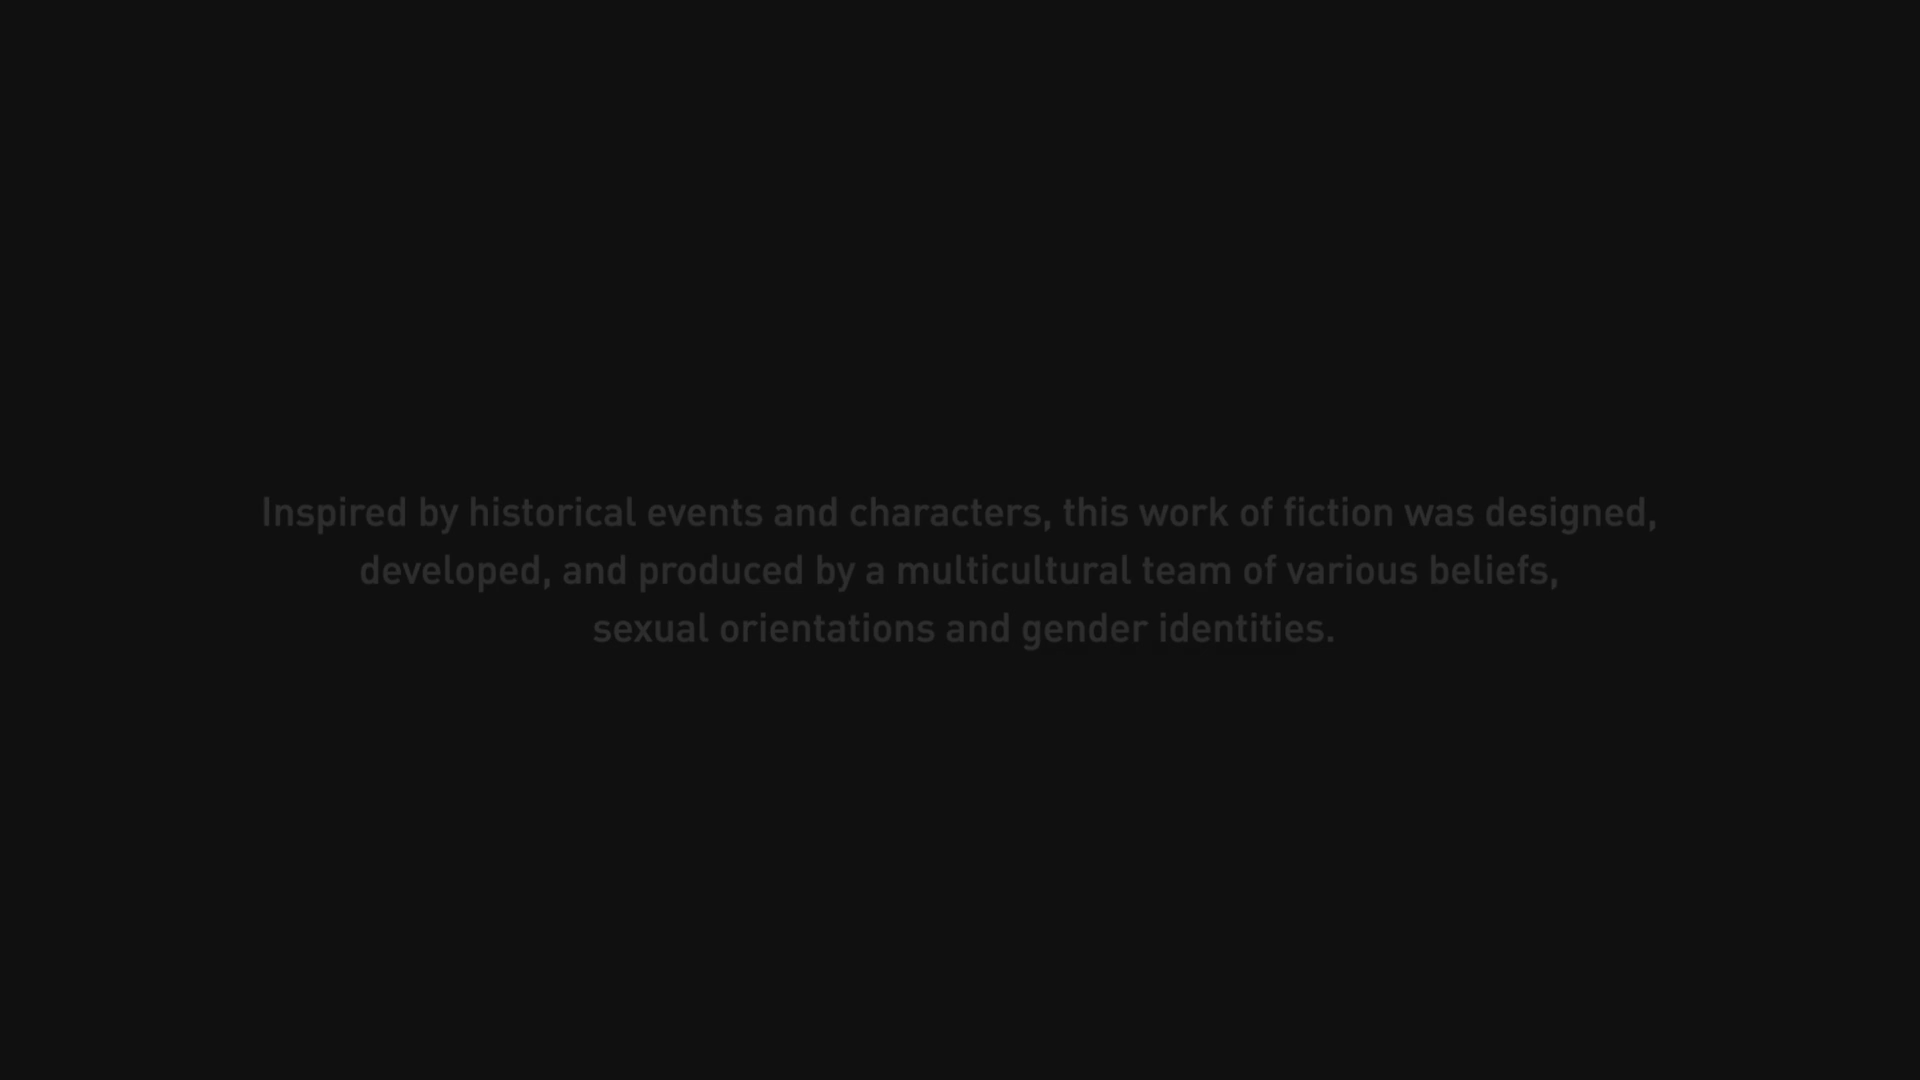 Inspired by historical events and characters, this work of fiction was designed,
developed, and produced by a multicultural team of various beliefs,
sexual orientations and gender identities.